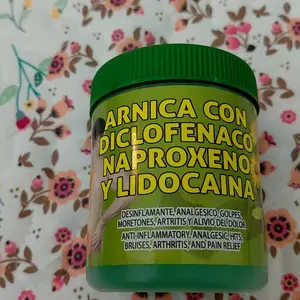 ARNICA CON
DICLOFENACO
NAPROXENO
Y LIDOCAINA
DESINFLAMANTE, ANALGESICO, GOLPES,
MORETONES, ARTRITIS Y ALIVIO DEL DOLOR
ANTI-INFLAMMATORY, ANALGESIC, HITS,
BRUISES, ARTHRITIS, AND PAIN RELIEF